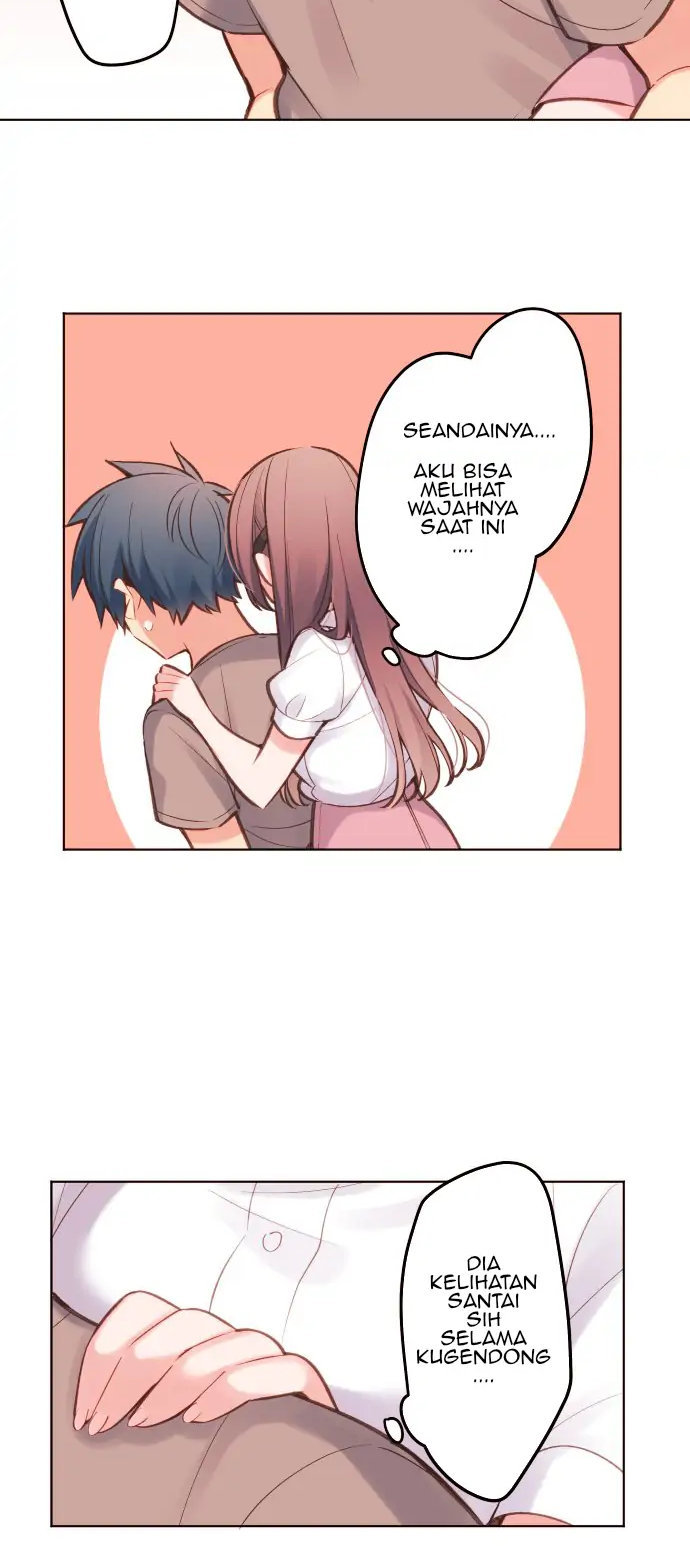 SEANDAINYA....
AKU BISA
MELIHAT
WAJAHNYA
SAAT INI
....
DIA
KELIHATAN
SANTAI
SIH
SELAMA
KUGENDONG
....